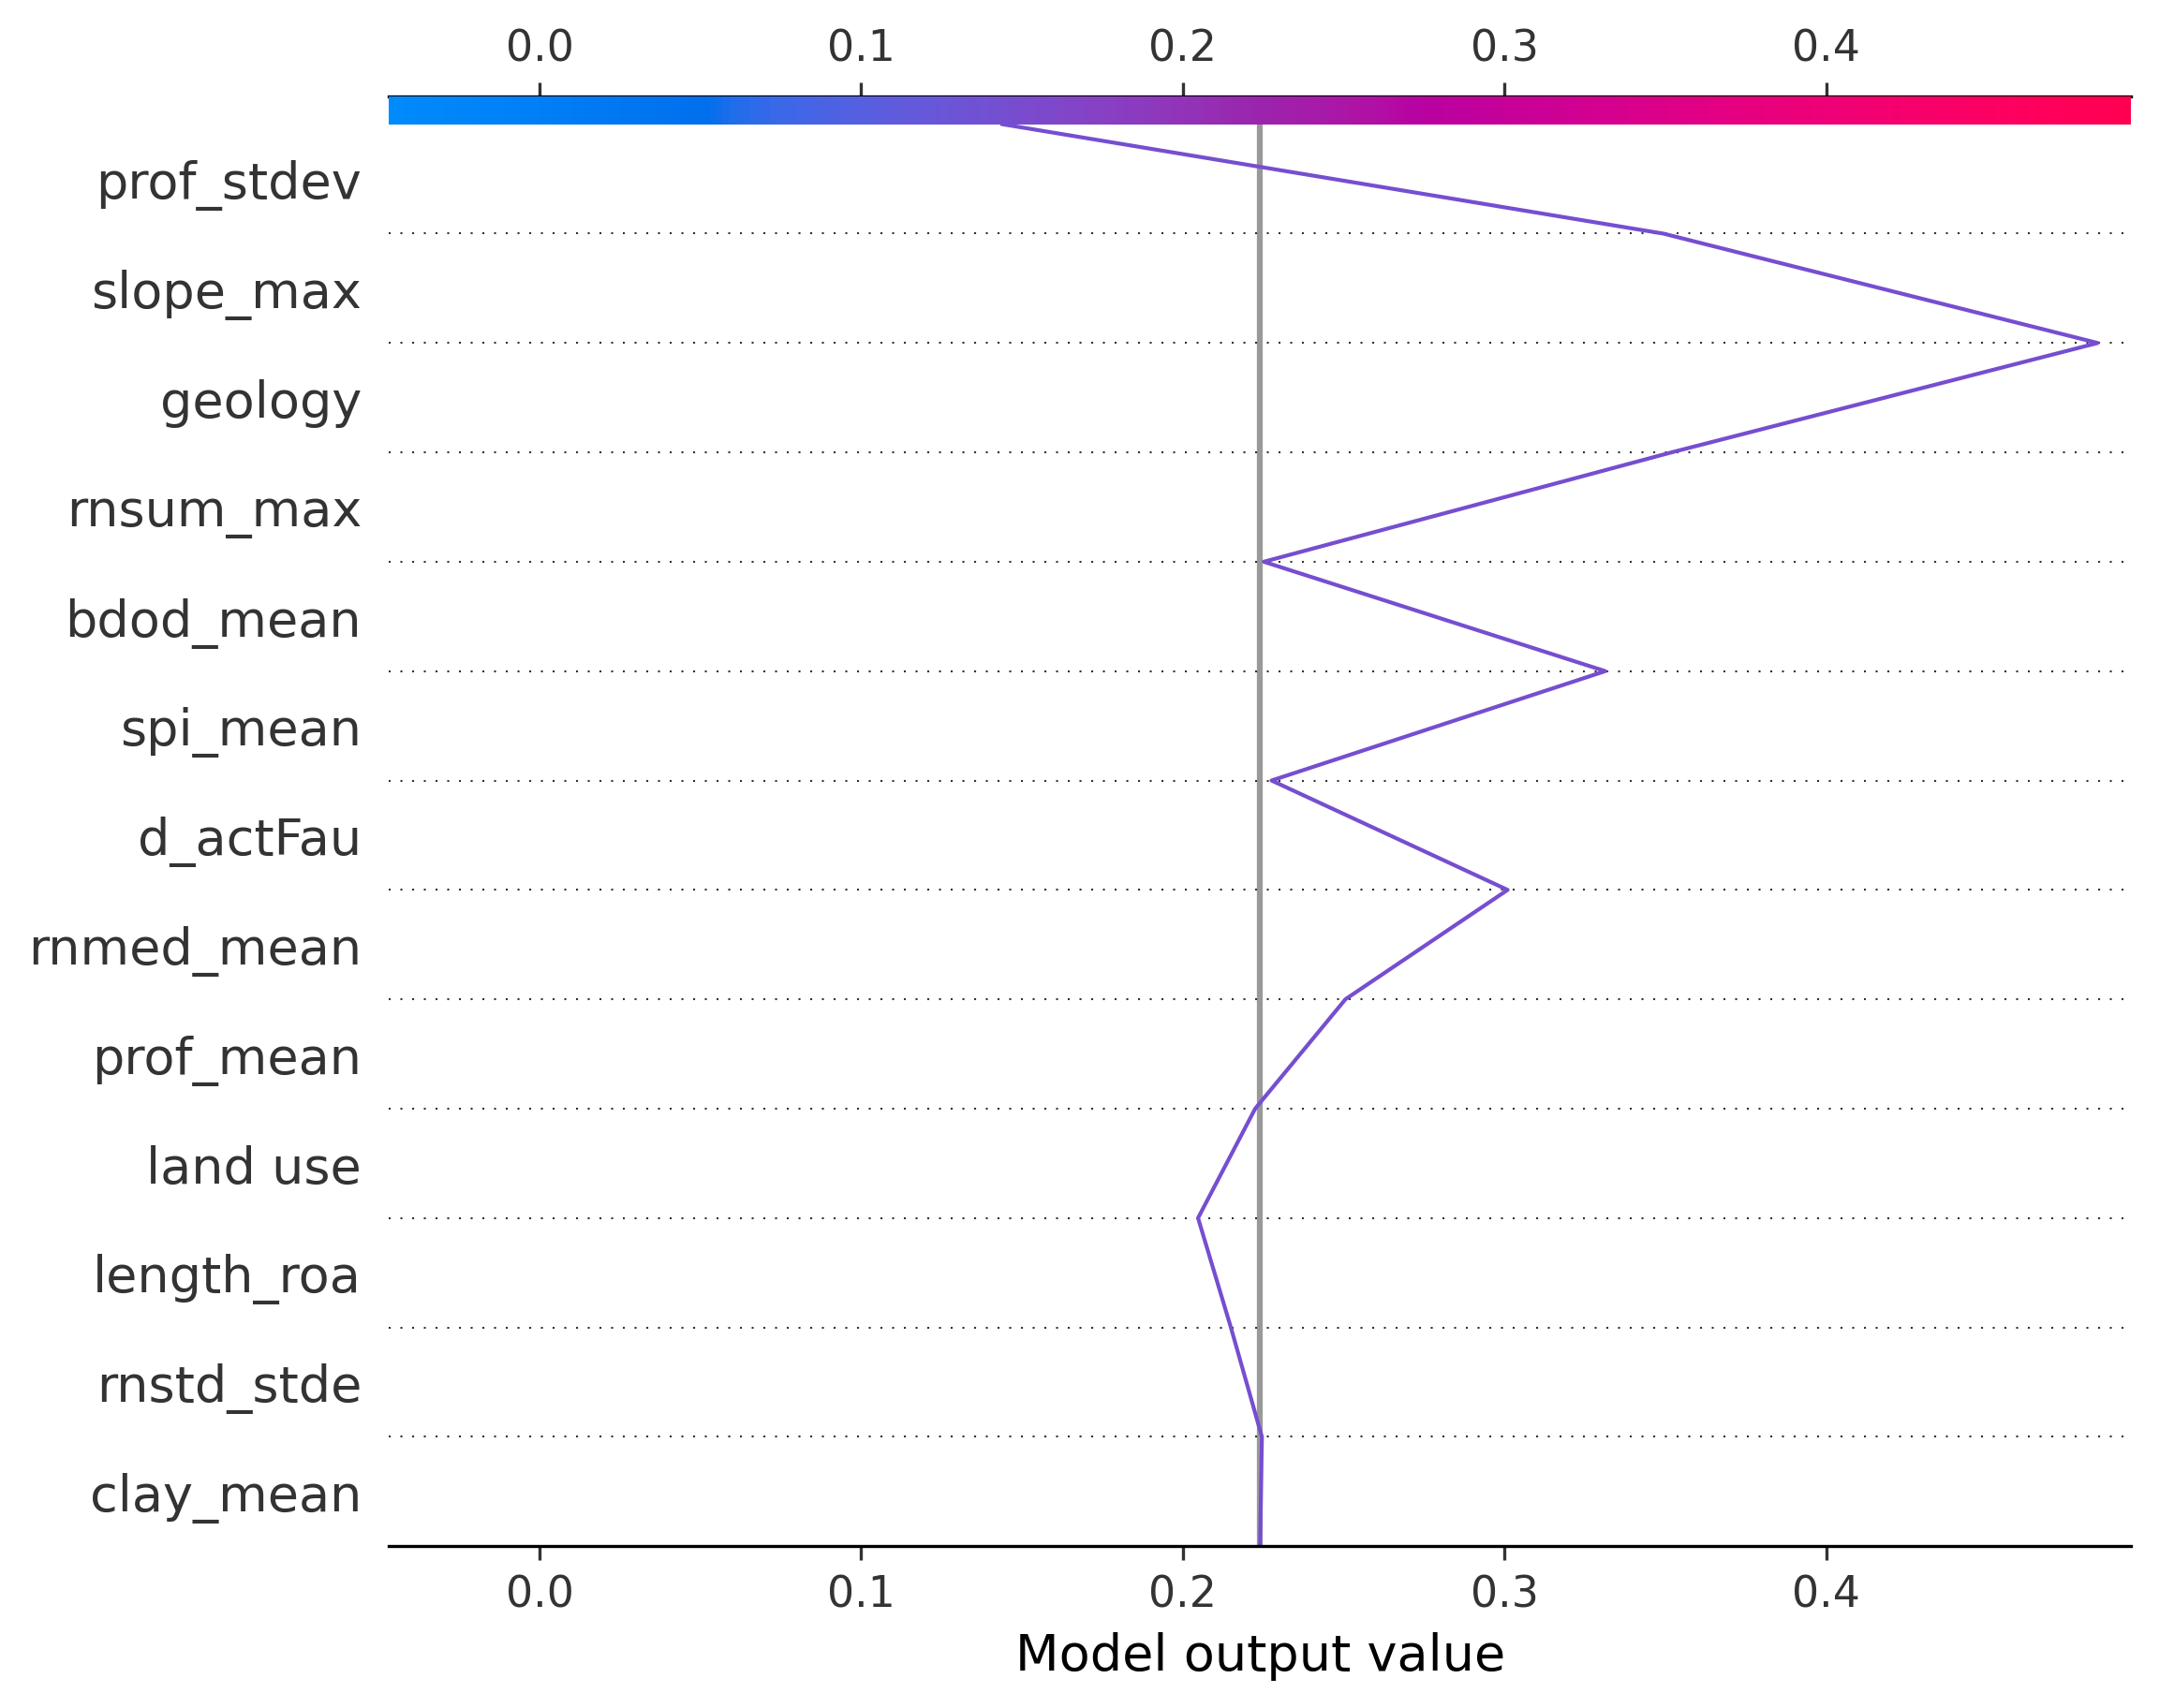 0.0 0.1 0.2 0.3 0.4
prof_stdev
slope_max
geology
rnsum_max
bdod_mean
spi_mean
d_actFau
rnmed_mean
prof_mean
land use
length_roa
rnstd_stde
clay_mean
0.0 0.1 0.2 0.3 0.4
Model output value